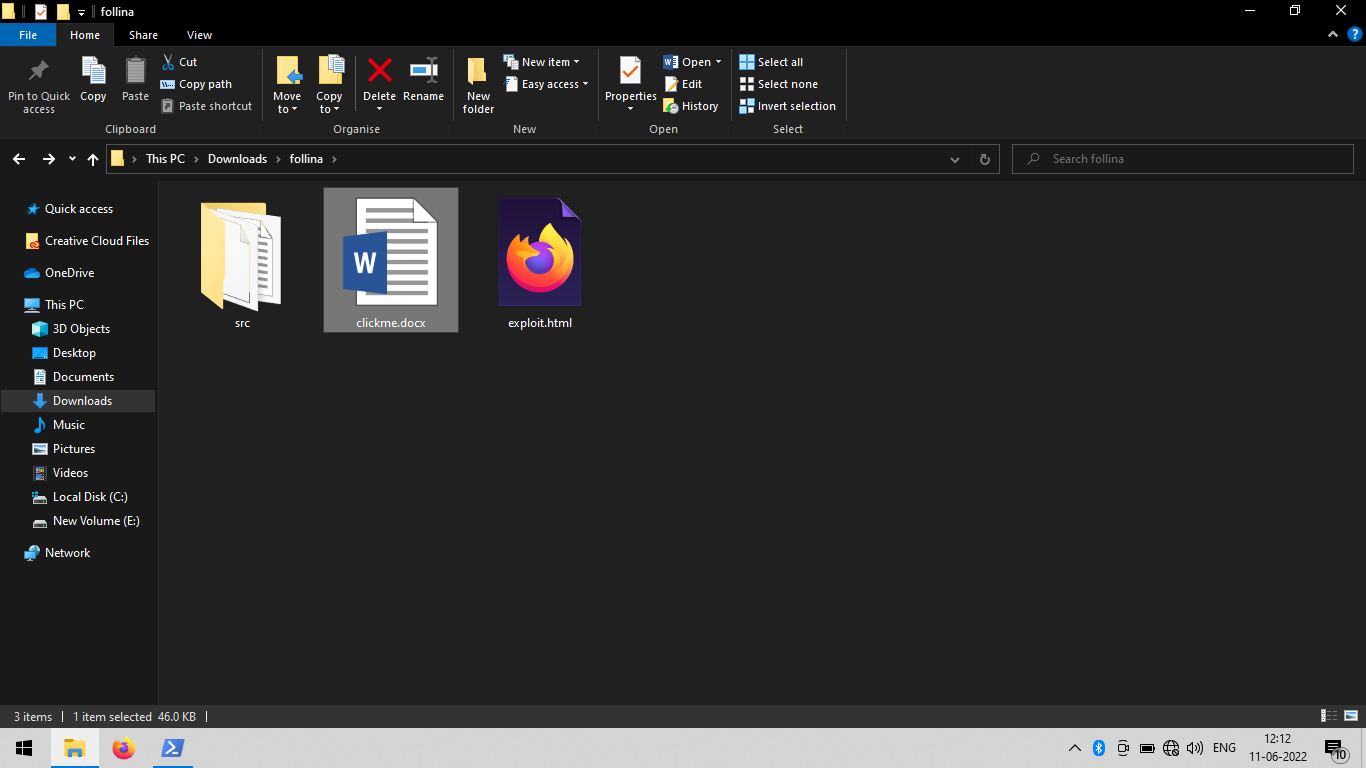 follina
File Home Share View
Pin to Quick access
Copy
Paste
Cut
Copy path
Paste shortcut
Clipboard
Move to
Copy to
Delete
Rename
Organise
New folder
New item
Easy access
New
Properties
Open
Edit
History
Open
Select all
Select none
Invert selection
Select
This PC Downloads follina
Search follina
Quick access
Creative Cloud Files
OneDrive
This PC
3D Objects
Desktop
Documents
Downloads
Music
Pictures
Videos
Local Disk (C:)
New Volume (E:)
Network
src
W
clickme.docx
exploit.html
3 items 1 item selected 46.0 KB
ENG
12:12
11-06-2022
10